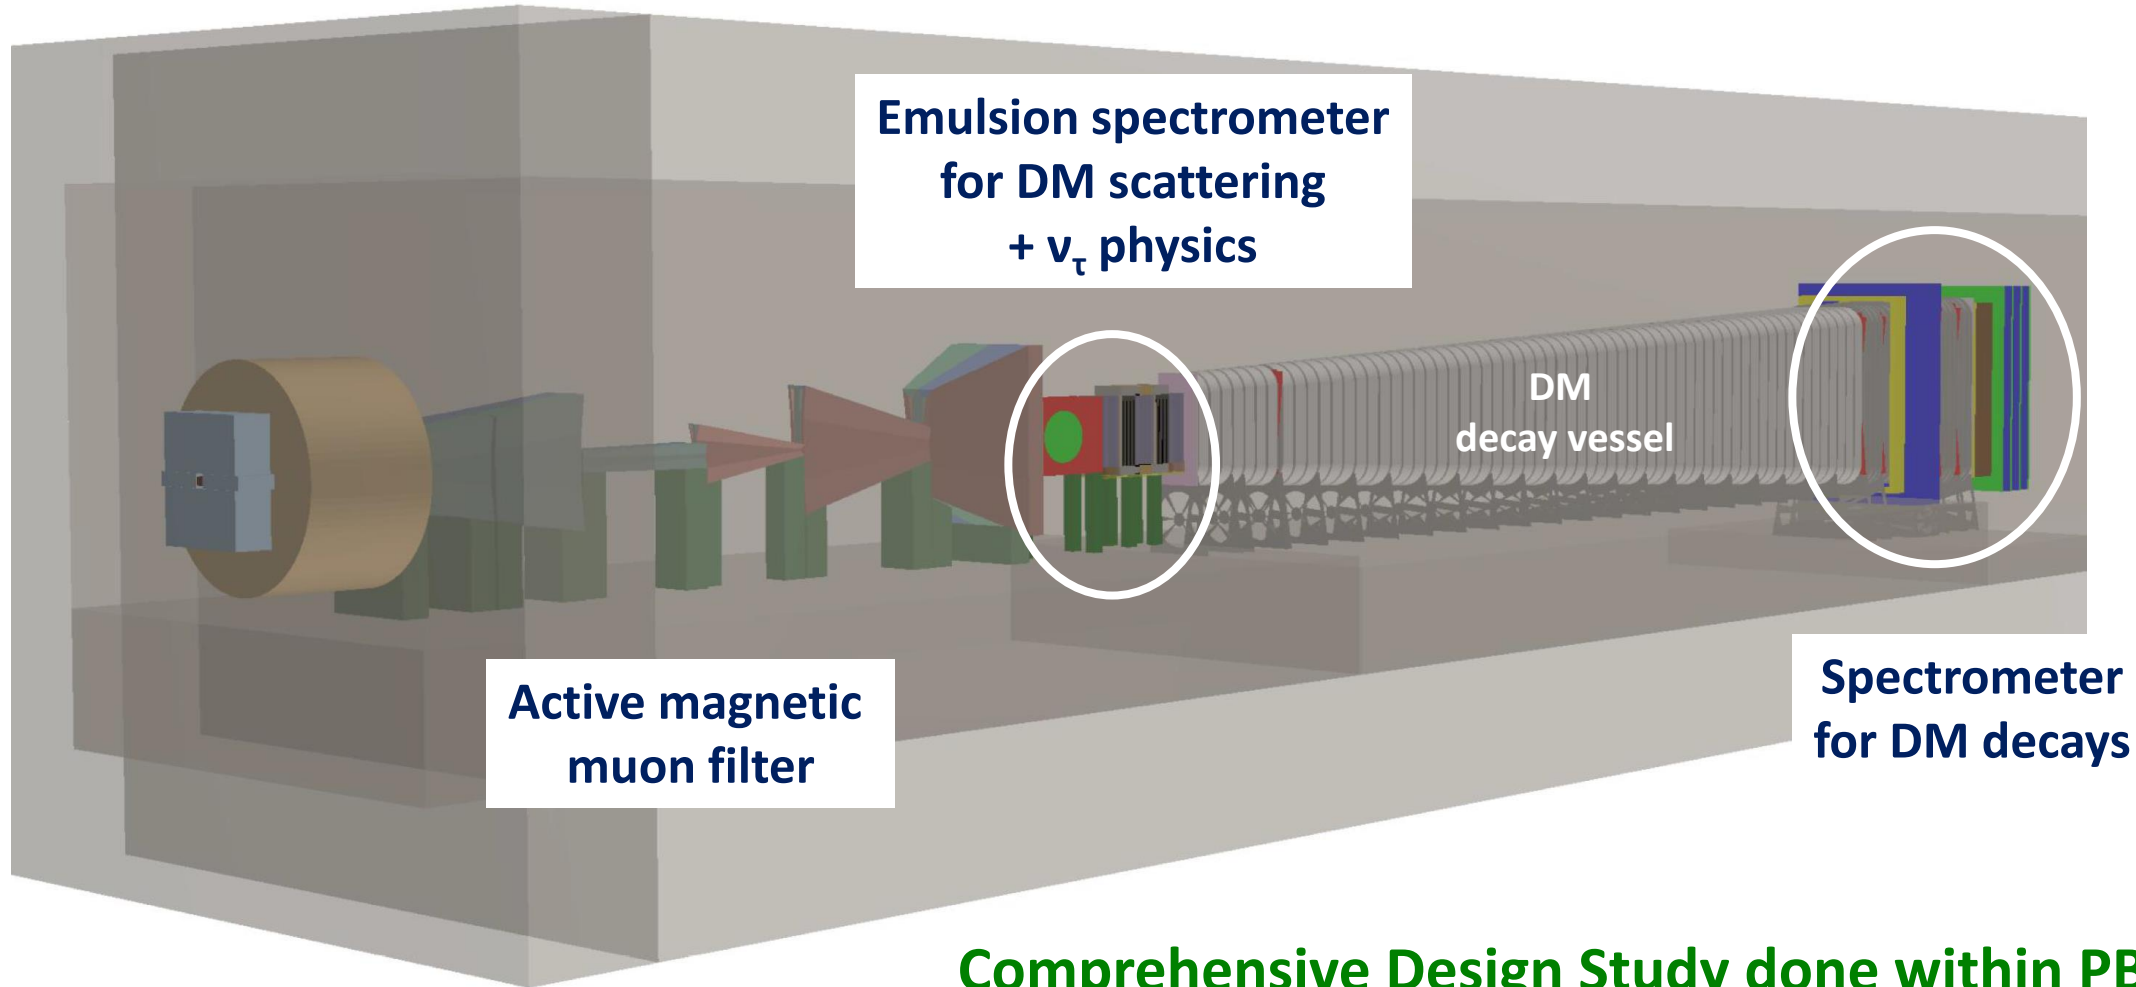 Emulsion spectrometer
for DM scattering
+ ντ physics
DM
decay vessel
Active magnetic
muon filter
Spectrometer
for DM decays
Comprehensive Design Study done within PB